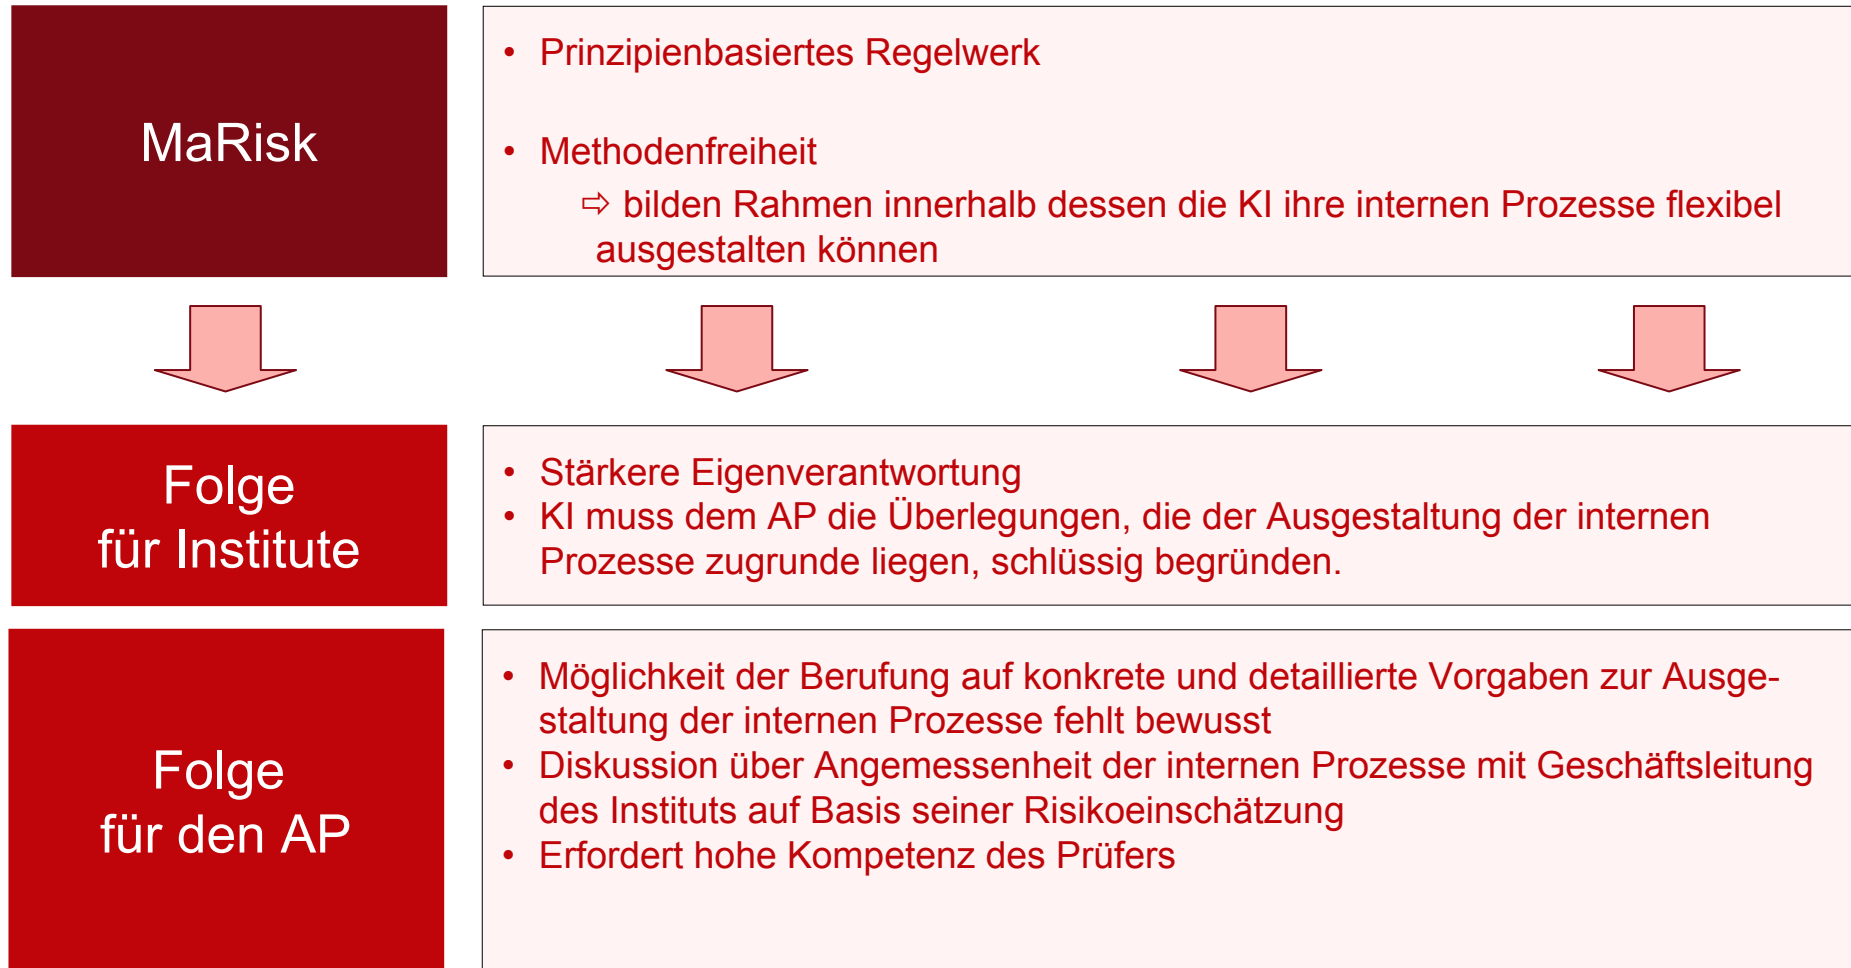 MaRisk
• Prinzipienbasiertes Regelwerk
• Methodenfreiheit
⇨ bilden Rahmen innerhalb dessen die KI ihre internen Prozesse flexibel
ausgestalten können
Folge
für Institute
• Stärkere Eigenverantwortung
• KI muss dem AP die Überlegungen, die der Ausgestaltung der internen
Prozesse zugrunde liegen, schlüssig begründen.
Folge
für den AP
• Möglichkeit der Berufung auf konkrete und detaillierte Vorgaben zur Ausge-
staltung der internen Prozesse fehlt bewusst
• Diskussion über Angemessenheit der internen Prozesse mit Geschäftsleitung
des Instituts auf Basis seiner Risikoeinschätzung
• Erfordert hohe Kompetenz des Prüfers